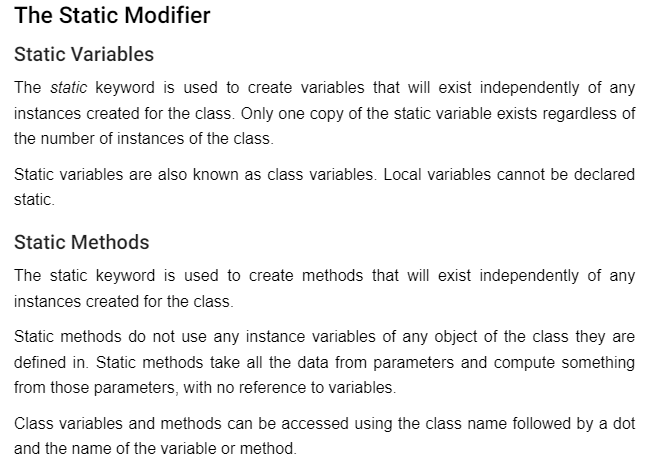 The Static Modifier
Static Variables
The static keyword is used to create variables that will exist independently of any
instances created for the class. Only one copy of the static variable exists regardless of
the number of instances of the class.
Static variables are also known as class variables. Local variables cannot be declared
static.
Static Methods
The static keyword is used to create methods that will exist independently of any
instances created for the class.
Static methods do not use any instance variables of any object of the class they are
defined in. Static methods take all the data from parameters and compute something
from those parameters, with no reference to variables.
Class variables and methods can be accessed using the class name followed by a dot
and the name of the variable or method.